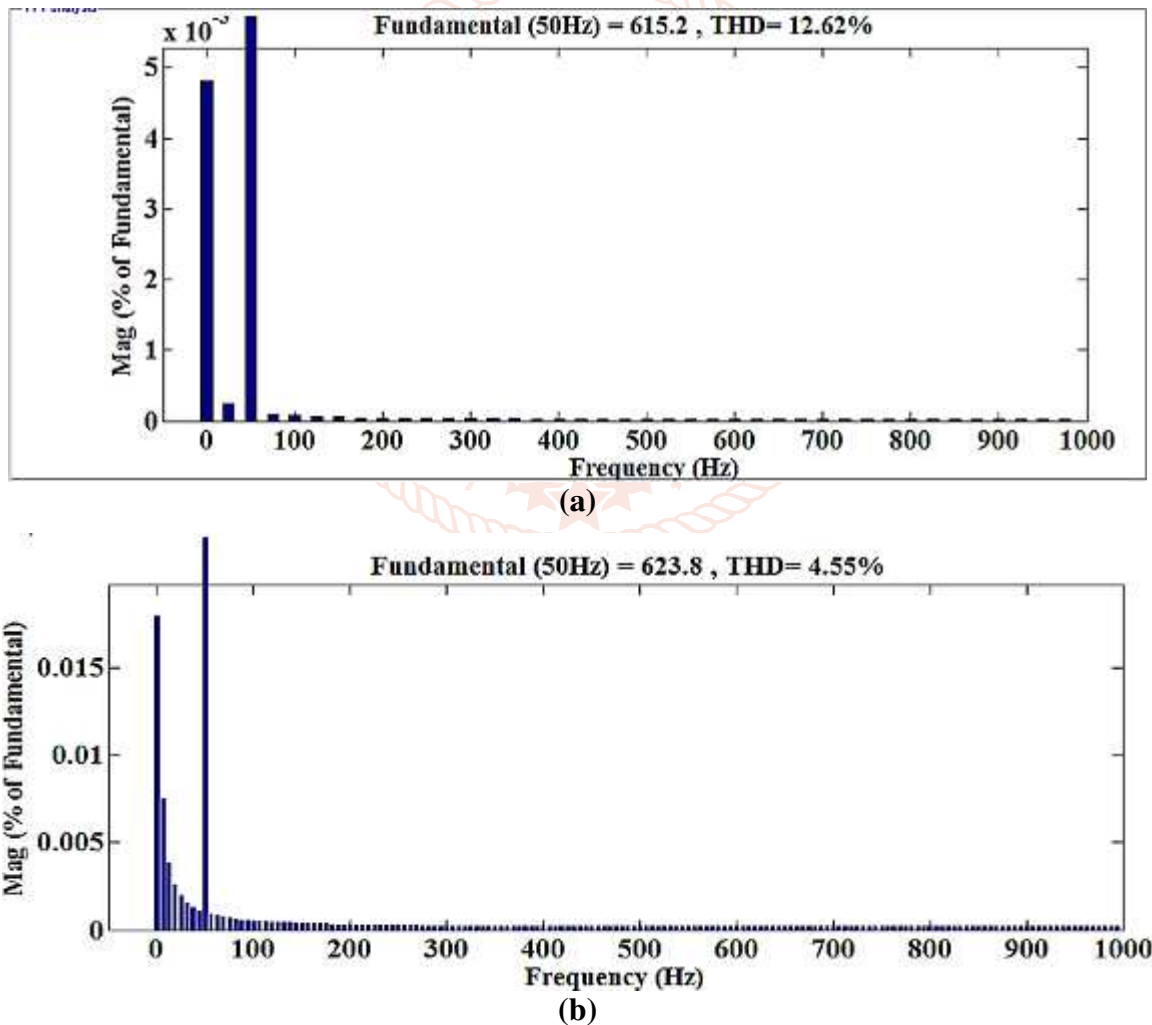 x 10⁻³
Fundamental (50Hz) = 615.2 , THD= 12.62%
Mag (% of Fundamental)
5
4
3
2
1
0
0 100 200 300 400 500 600 700 800 900 1000
Frequency (Hz)
(a)
Fundamental (50Hz) = 623.8 , THD= 4.55%
Mag (% of Fundamental)
0.015
0.01
0.005
0
0 100 200 300 400 500 600 700 800 900 1000
Frequency (Hz)
(b)